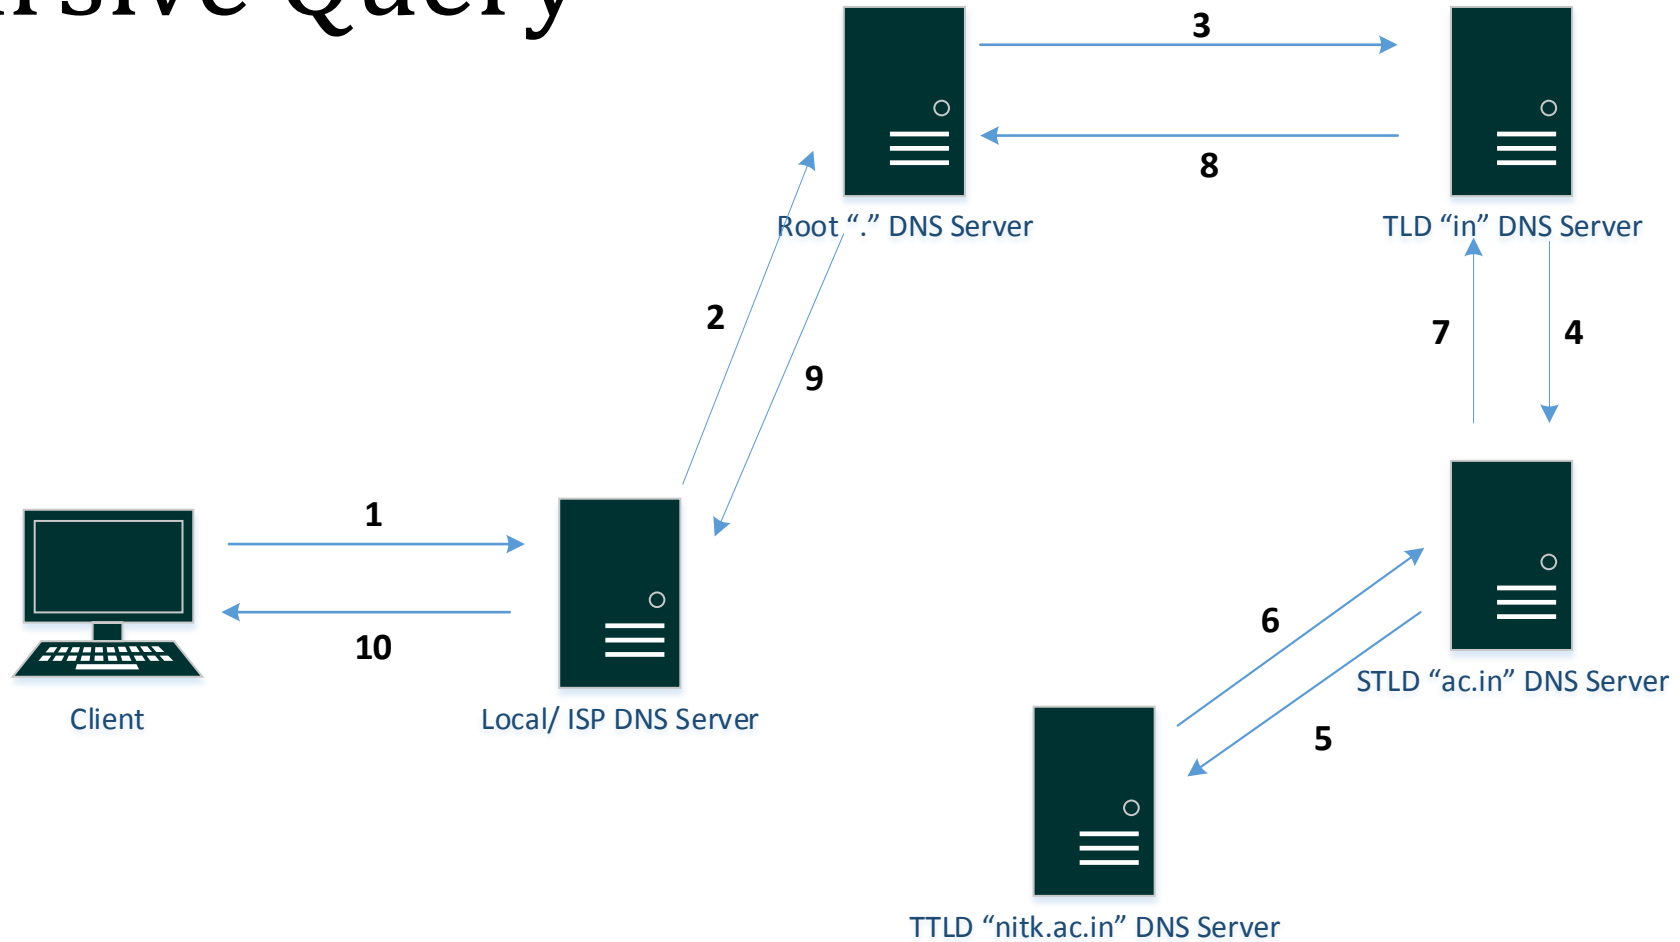 Query
3
8
Root “.” DNS Server
TLD “in” DNS Server
2
9
7
4
1
10
6
5
Client
Local/ ISP DNS Server
STLD “ac.in” DNS Server
TTLD “nitk.ac.in” DNS Server